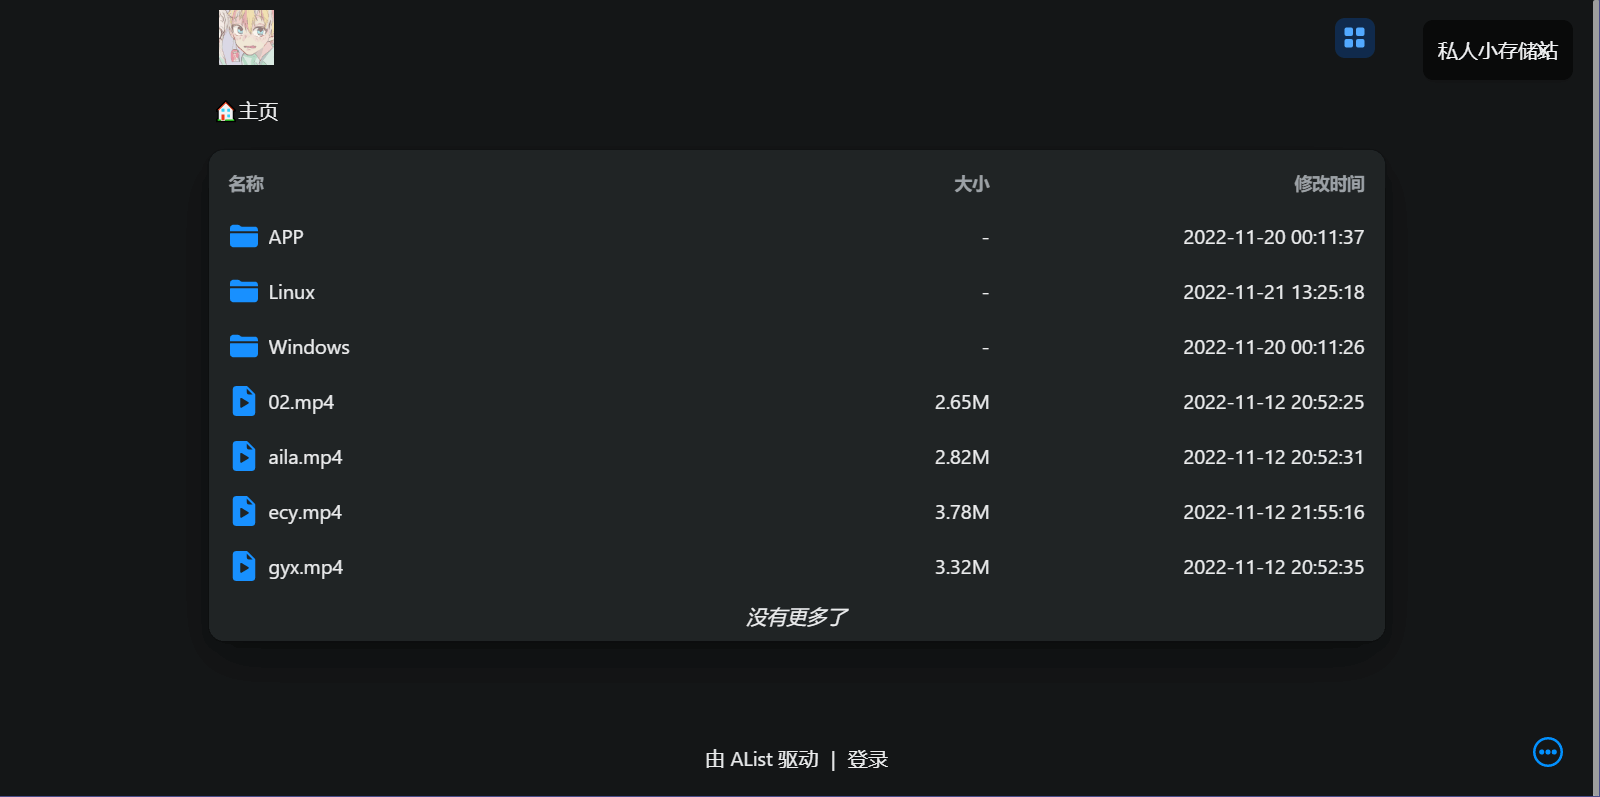 私人小存储站
主页
名称 大小 修改时间
APP - 2022-11-20 00:11:37
Linux - 2022-11-21 13:25:18
Windows - 2022-11-20 00:11:26
02.mp4 2.65M 2022-11-12 20:52:25
aila.mp4 2.82M 2022-11-12 20:52:31
ecy.mp4 3.78M 2022-11-12 21:55:16
gyx.mp4 3.32M 2022-11-12 20:52:35
没有更多了
由 AList 驱动 | 登录